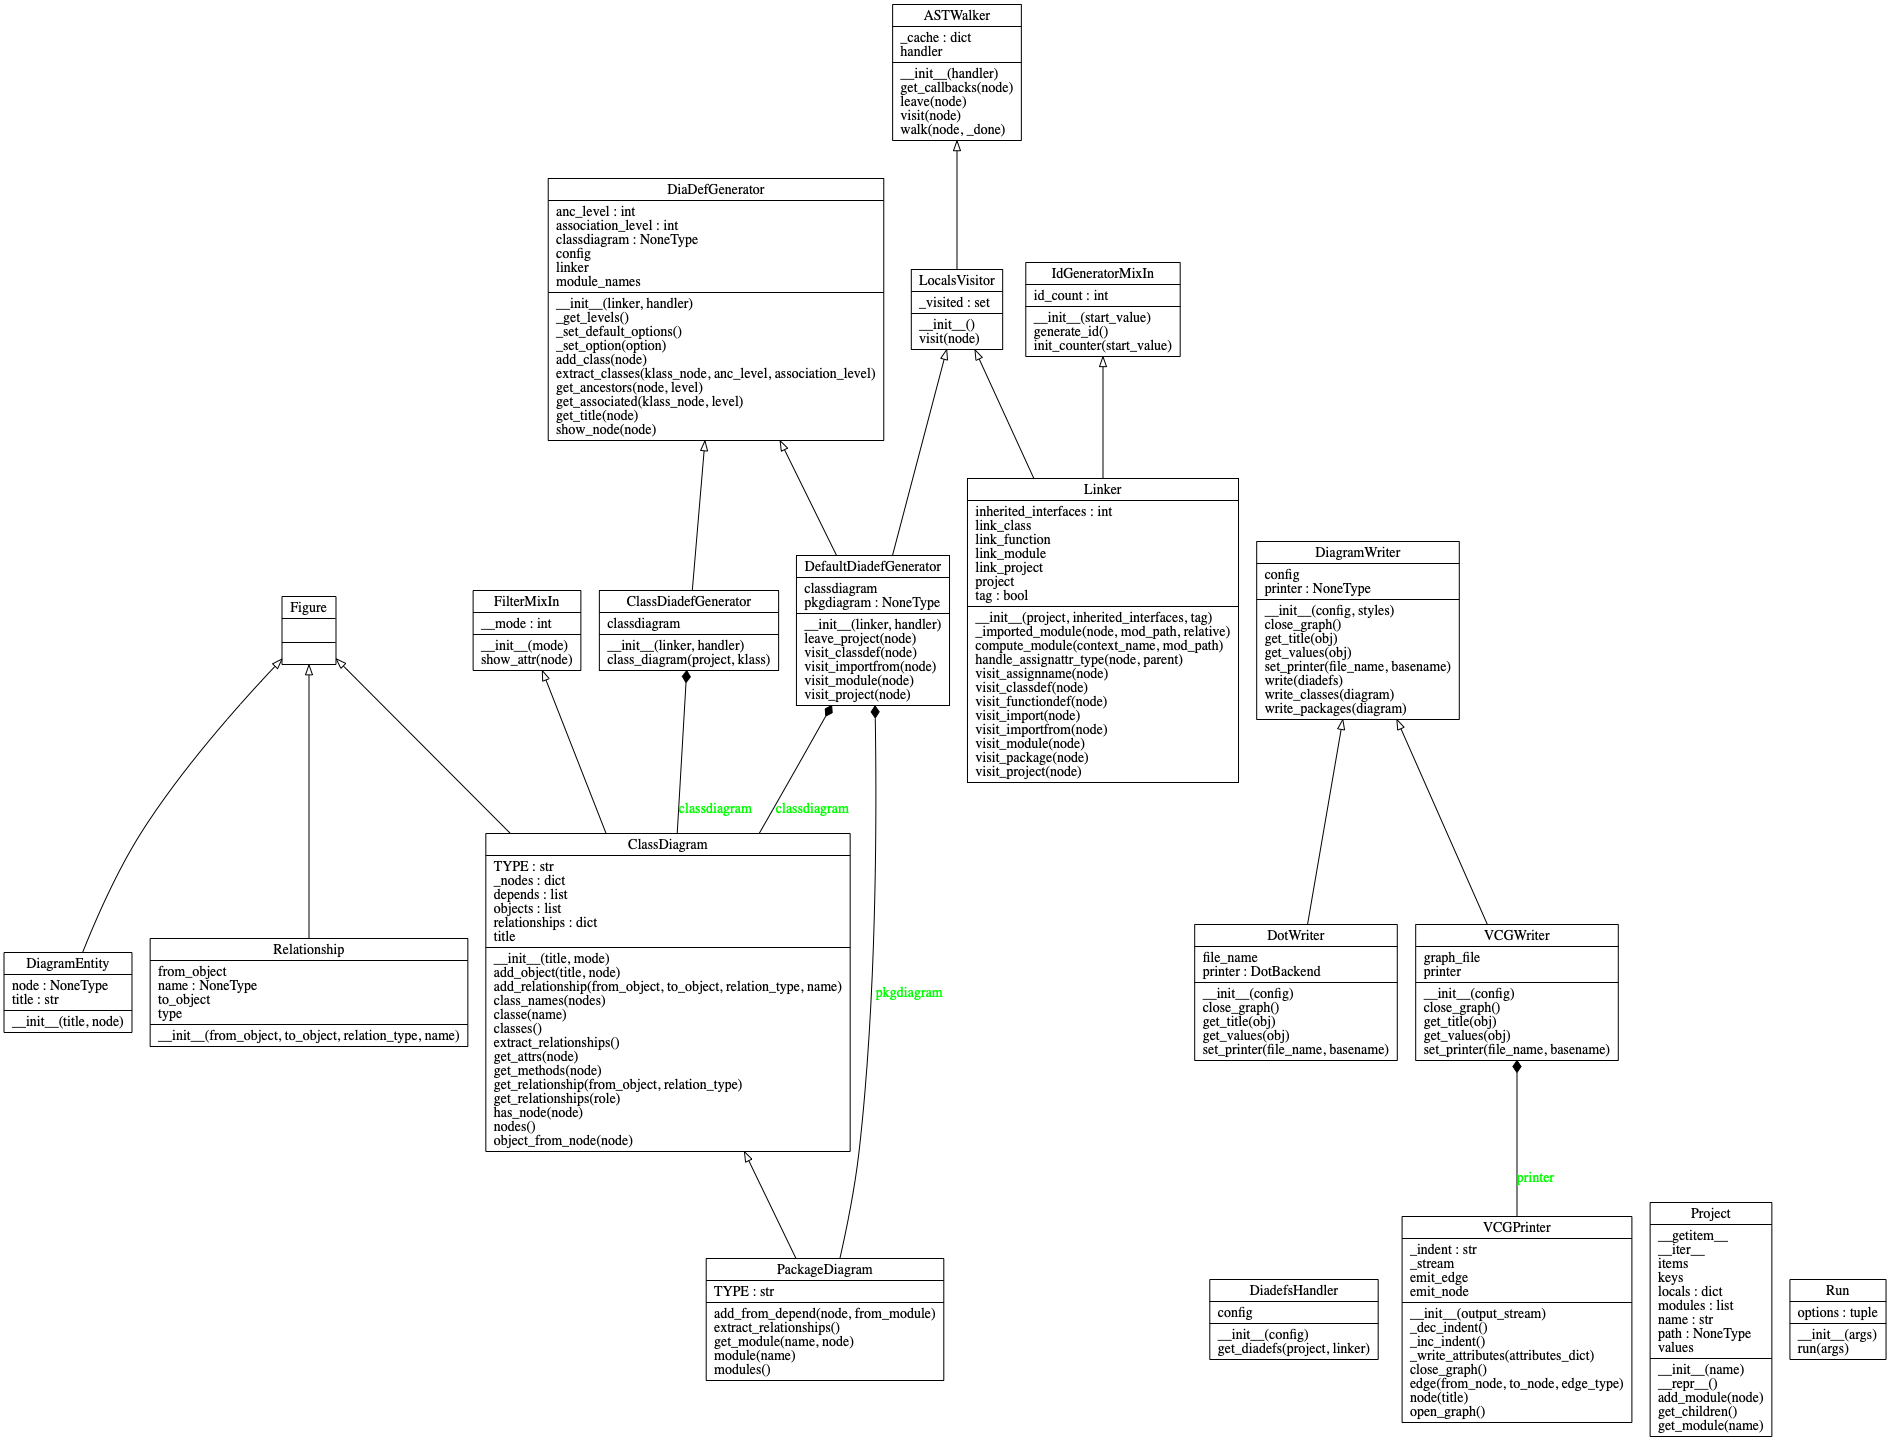 ASTWalker
_cache : dict
handler
__init__(handler)
get_callbacks(node)
leave(node)
visit(node)
walk(node, _done)
DiaDefGenerator
anc_level : int
association_level : int
classdiagram : NoneType
config
linker
module_names
__init__(linker, handler)
_get_levels()
_set_default_options()
_set_option(option)
add_class(node)
extract_classes(klass_node, anc_level, association_level)
get_ancestors(node, level)
get_associated(klass_node, level)
get_title(node)
show_node(node)
LocalsVisitor
_visited : set
__init__()
visit(node)
IdGeneratorMixIn
id_count : int
__init__(start_value)
generate_id()
init_counter(start_value)
Linker
inherited_interfaces : int
link_class
link_function
link_module
link_project
project
tag : bool
__init__(project, inherited_interfaces, tag)
_imported_module(node, mod_path, relative)
compute_module(context_name, mod_path)
handle_assignattr_type(node, parent)
visit_assignname(node)
visit_classdef(node)
visit_functiondef(node)
visit_import(node)
visit_importfrom(node)
visit_module(node)
visit_package(node)
visit_project(node)
DiagramWriter
config
printer : NoneType
__init__(config, styles)
close_graph()
get_title(obj)
get_values(obj)
set_printer(file_name, basename)
write(diadefs)
write_classes(diagram)
write_packages(diagram)
Figure
FilterMixIn
__mode : int
__init__(mode)
show_attr(node)
ClassDiadefGenerator
classdiagram
__init__(linker, handler)
class_diagram(project, klass)
DefaultDiadefGenerator
classdiagram
pkgdiagram : NoneType
__init__(linker, handler)
leave_project(node)
visit_classdef(node)
visit_importfrom(node)
visit_module(node)
visit_project(node)
classdiagram
classdiagram
pkgdiagram
DiagramEntity
node : NoneType
title : str
__init__(title, node)
Relationship
from_object
name : NoneType
to_object
type
__init__(from_object, to_object, relation_type, name)
ClassDiagram
TYPE : str
_nodes : dict
depends : list
objects : list
relationships : dict
title
__init__(title, mode)
add_object(title, node)
add_relationship(from_object, to_object, relation_type, name)
class_names(nodes)
classe(name)
classes()
extract_relationships()
get_attrs(node)
get_methods(node)
get_relationship(from_object, relation_type)
get_relationships(role)
has_node(node)
nodes()
object_from_node(node)
DotWriter
file_name
printer : DotBackend
__init__(config)
close_graph()
get_title(obj)
get_values(obj)
set_printer(file_name, basename)
VCGWriter
graph_file
printer
__init__(config)
close_graph()
get_title(obj)
get_values(obj)
set_printer(file_name, basename)
printer
PackageDiagram
TYPE : str
add_from_depend(node, from_module)
extract_relationships()
get_module(name, node)
module(name)
modules()
DiadefsHandler
config
__init__(config)
get_diadefs(project, linker)
VCGPrinter
_indent : str
_stream
emit_edge
emit_node
__init__(output_stream)
_dec_indent()
_inc_indent()
_write_attributes(attributes_dict)
close_graph()
edge(from_node, to_node, edge_type)
node(title)
open_graph()
Project
__getitem__
__iter__
items
keys
locals : dict
modules : list
name : str
path : NoneType
values
__init__(name)
__repr__()
add_module(node)
get_children()
get_module(name)
Run
options : tuple
__init__(args)
run(args)